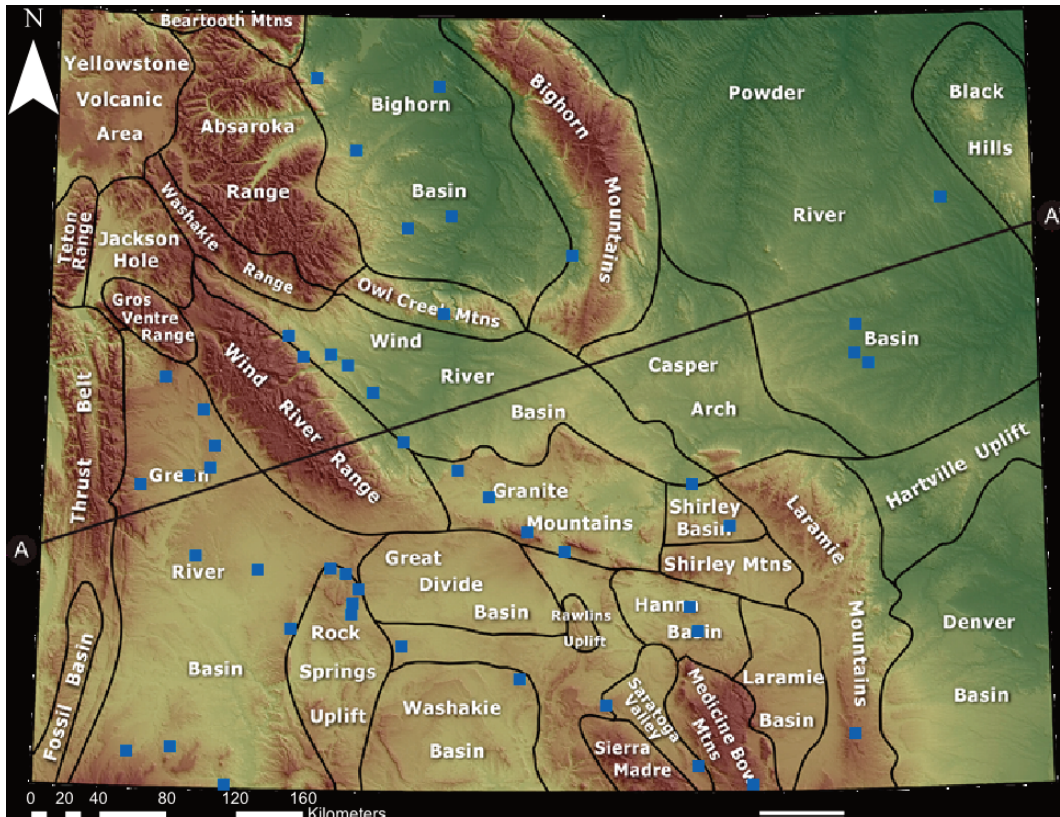 N
Beartooth Mtns
Yellowstone
Volcanic
Area
Absaroka
Range
Bighorn
Basin
Bighorn
Mountains
Powder
River
Basin
Black
Hills
Teton
Range
Jackson
Hole
Washakie
Range
Owl Creek Mtns
Gros
Ventre
Range
Wind
River
Range
Wind
River
Basin
Casper
Arch
A'
Hartville Uplift
Thrust Belt
Green
River
Basin
A
Granite
Mountains
Shirley
Basin
Shirley Mtns
Laramie
Mountains
Great
Divide
Basin
Rawlins
Uplift
Hanna
Basin
Denver
Basin
Rock
Springs
Uplift
Fossil Basin
Washakie
Basin
Saratoga
Valley
Medicine Bow
Mtns
Laramie
Basin
Sierra
Madre
0 20 40 80 120 160
Kilometers